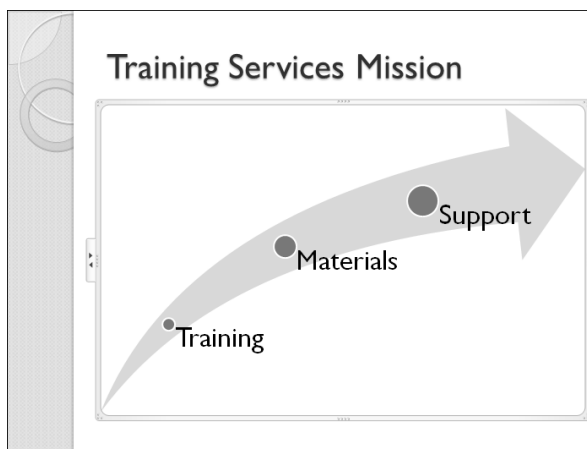 Training Services Mission
Support
Materials
Training